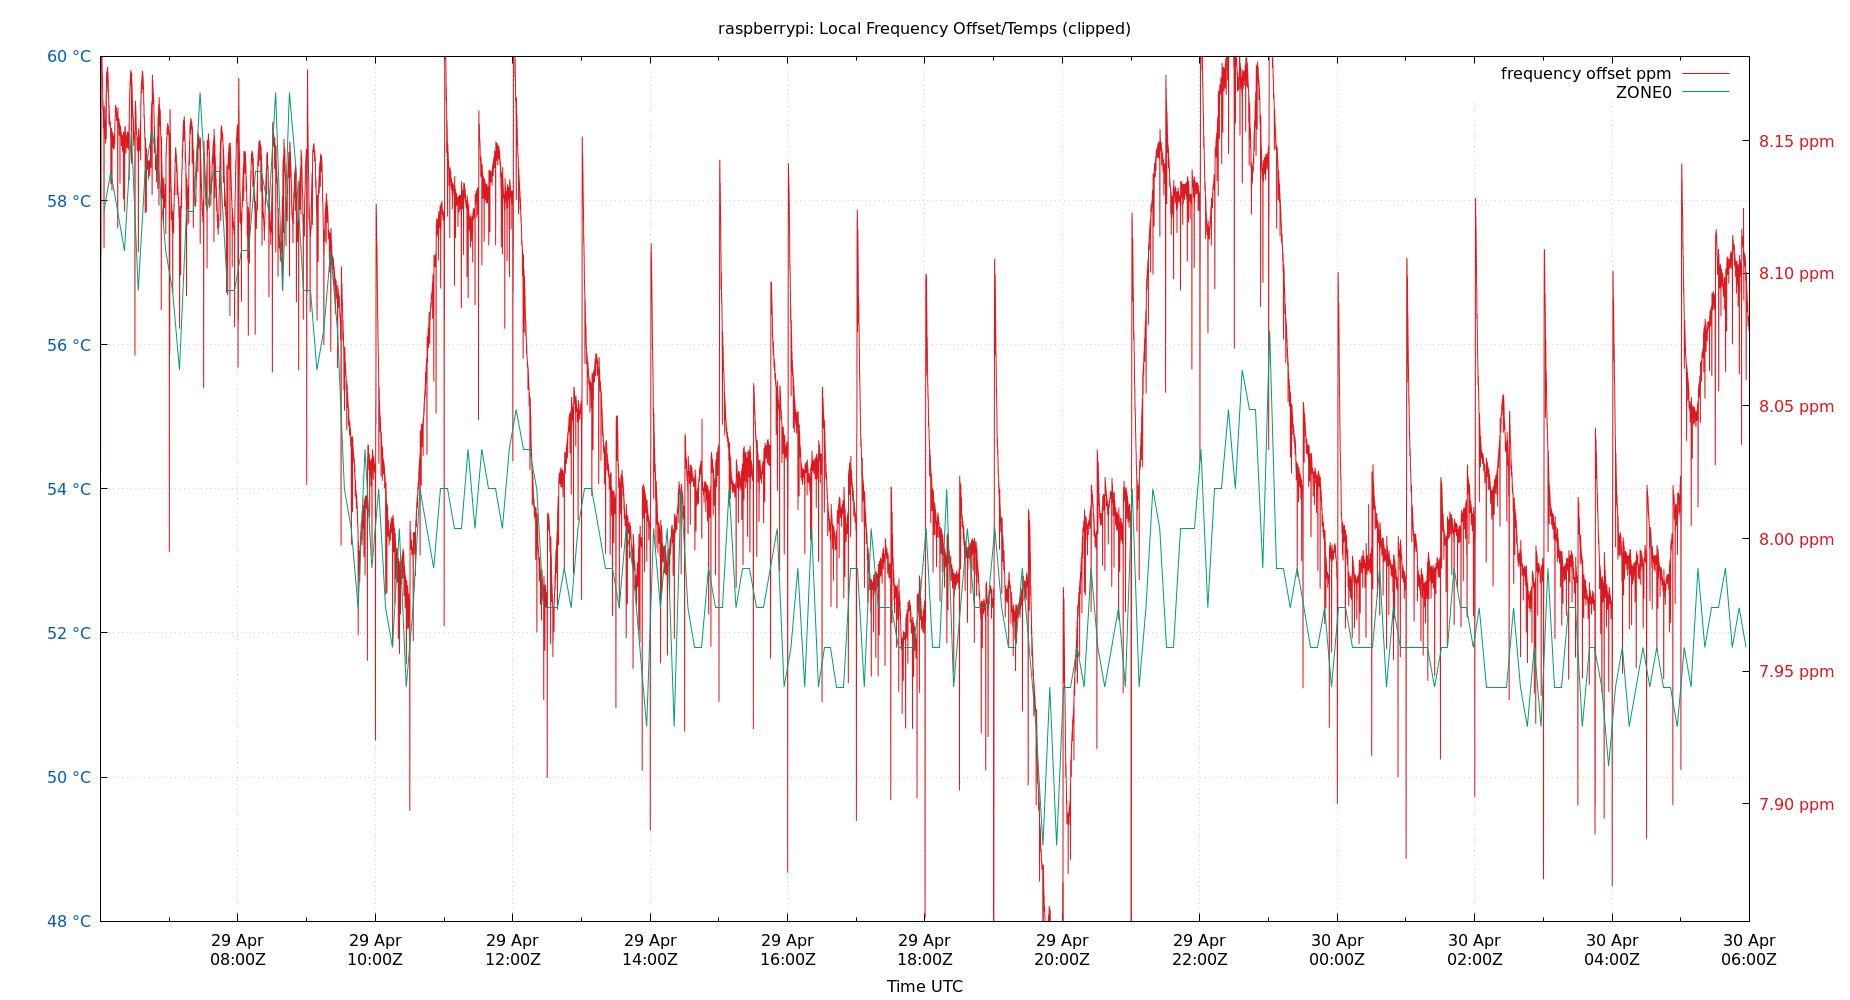 raspberrypi: Local Frequency Offset/Temps (clipped)
frequency offset ppm
ZONE0
60 °C
58 °C
56 °C
54 °C
52 °C
50 °C
48 °C
8.15 ppm
8.10 ppm
8.05 ppm
8.00 ppm
7.95 ppm
7.90 ppm
29 Apr
08:00Z
29 Apr
10:00Z
29 Apr
12:00Z
29 Apr
14:00Z
29 Apr
16:00Z
29 Apr
18:00Z
29 Apr
20:00Z
29 Apr
22:00Z
30 Apr
00:00Z
30 Apr
02:00Z
30 Apr
04:00Z
30 Apr
06:00Z
Time UTC